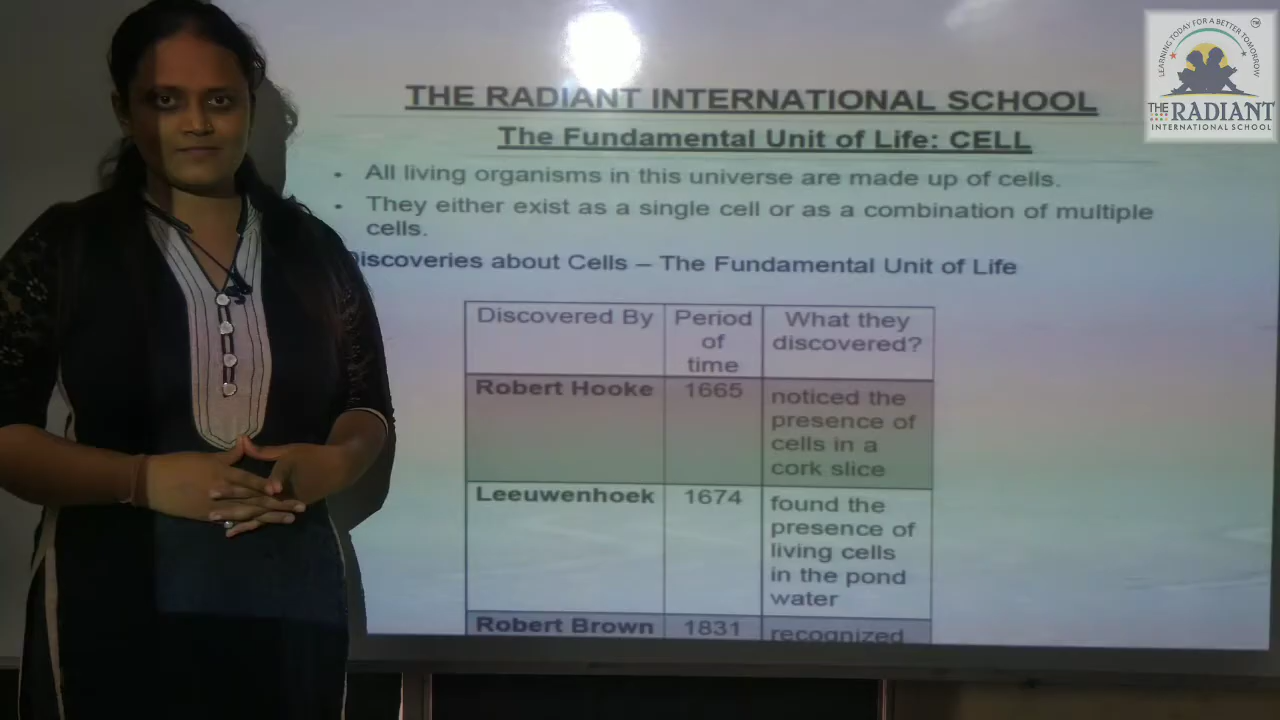 LEARNING TODAY FOR A BETTER TOMORROW
TM
THE RADIANT
INTERNATIONAL SCHOOL
THE RADIANT INTERNATIONAL SCHOOL
The Fundamental Unit of Life: CELL
• All living organisms in this universe are made up of cells.
• They either exist as a single cell or as a combination of multiple
cells.
Discoveries about Cells – The Fundamental Unit of Life
Discovered By
Period
of
time
What they
discovered?
Robert Hooke
1665
noticed the
presence of
cells in a
cork slice
Leeuwenhoek
1674
found the
presence of
living cells
in the pond
water
Robert Brown
1831
recognized